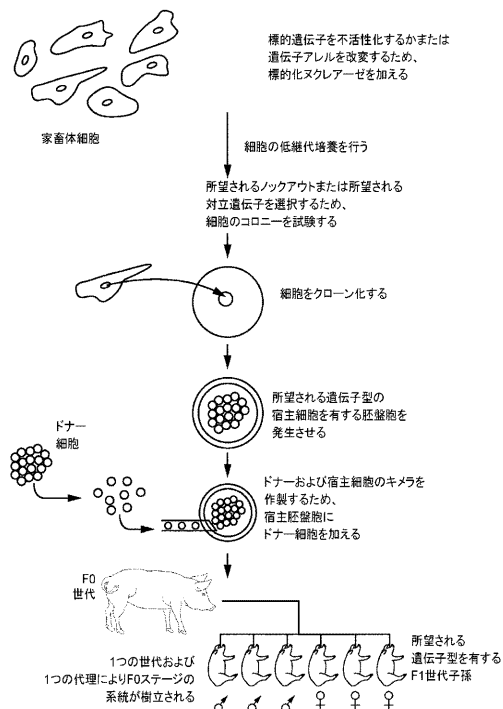 標的遺伝子を不活性化するかまたは
遺伝子アレルを改変するため、
標的化ヌクレアーゼを加える
家畜体細胞
細胞の低継代培養を行う
所望されるノックアウトまたは所望される
対立遺伝子を選択するため、
細胞のコロニーを試験する
細胞をクローン化する
所望される遺伝子型の
宿主細胞を有する胚盤胞を
発生させる
ドナー
細胞
ドナーおよび宿主細胞のキメラを
作製するため、
宿主胚盤胞に
ドナー細胞を加える
F0
世代
1つの世代および
1つの代理によりF0ステージの
系統が樹立される
所望される
遺伝子型を有する
F1世代子孫
♂ ♂ ♂ ♀ ♀ ♀